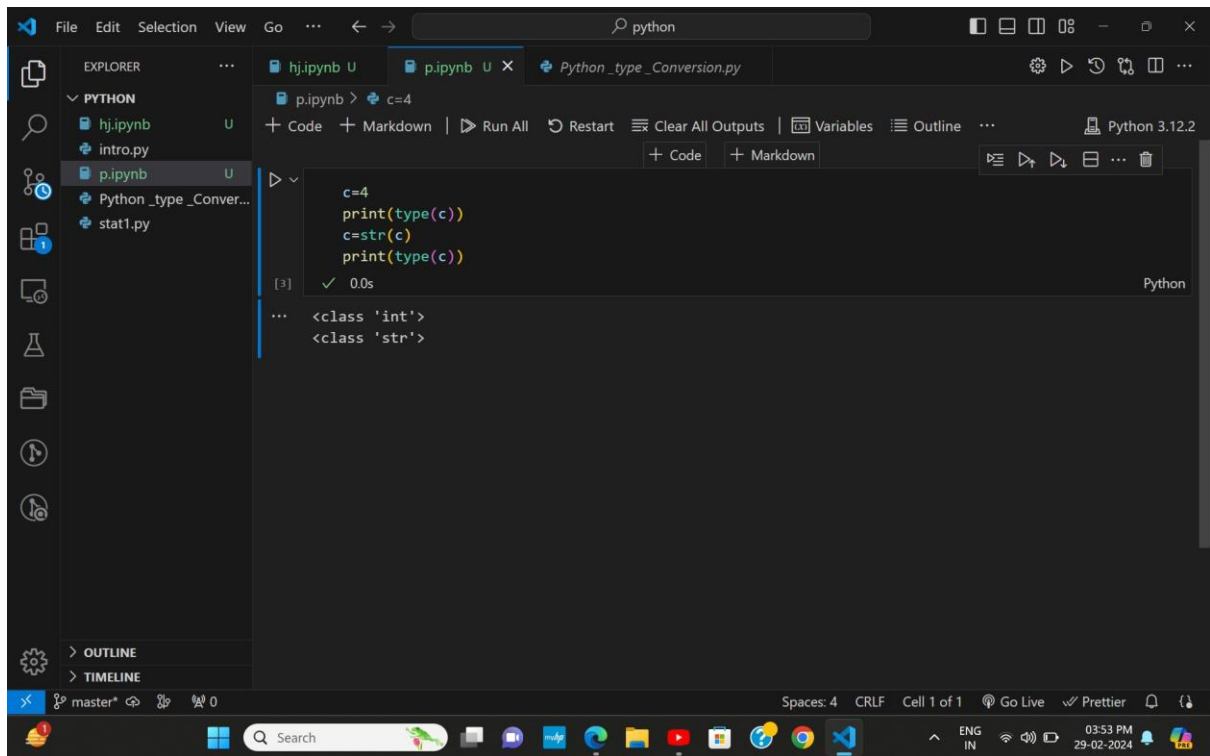 File Edit Selection View Go ··· python
EXPLORER ···
PYTHON
hj.ipynb U
intro.py
p.ipynb U
Python _type _Conver...
stat1.py
OUTLINE
TIMELINE
hj.ipynb U p.ipynb U Python _type _Conversion.py
p.ipynb > c=4
+ Code + Markdown | Run All Restart Clear All Outputs | Variables Outline ··· Python 3.12.2
+ Code + Markdown
c=4
print(type(c))
c=str(c)
print(type(c))
[3] ✓ 0.0s Python
··· <class 'int'>
<class 'str'>
master* 0 Spaces: 4 CRLF Cell 1 of 1 Go Live Prettier
Search ENG 03:53 PM
IN 29-02-2024